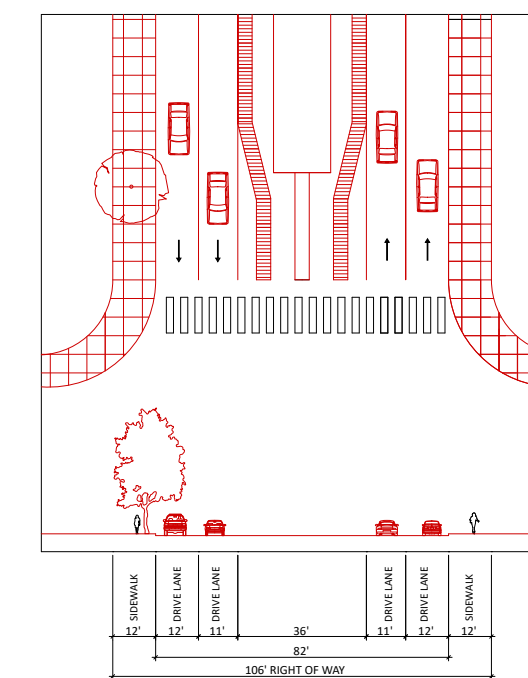 SIDEWALK
DRIVE LANE
DRIVE LANE
DRIVE LANE
DRIVE LANE
SIDEWALK
12' 12' 11' 36' 11' 12' 12'
82'
106' RIGHT OF WAY